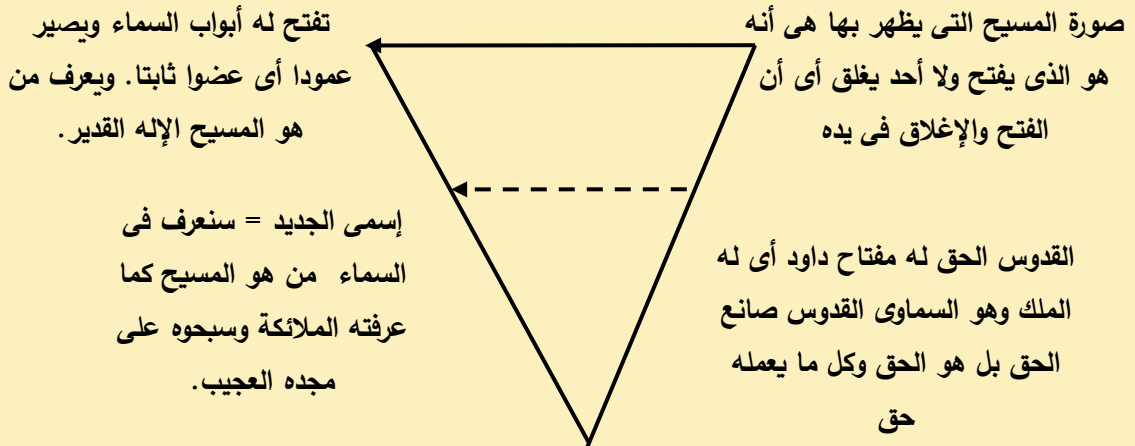 صورة المسيح التى يظهر بها هى أنه
هو الذى يفتح ولا أحد يغلق أى أن
الفتح والإغلاق فى يده
القدوس الحق له مفتاح داود أى له
الملك وهو السماوى القدوس صانع
الحق بل هو الحق وكل ما يعمله
حق
تفتح له أبواب السماء ويصير
عمودا أى عضوا ثابتا. ويعرف من
هو المسيح الإله القدير.
إسمى الجديد = سنعرف فى
السماء من هو المسيح كما
عرفته الملائكة وسبحوه على
مجده العجيب.